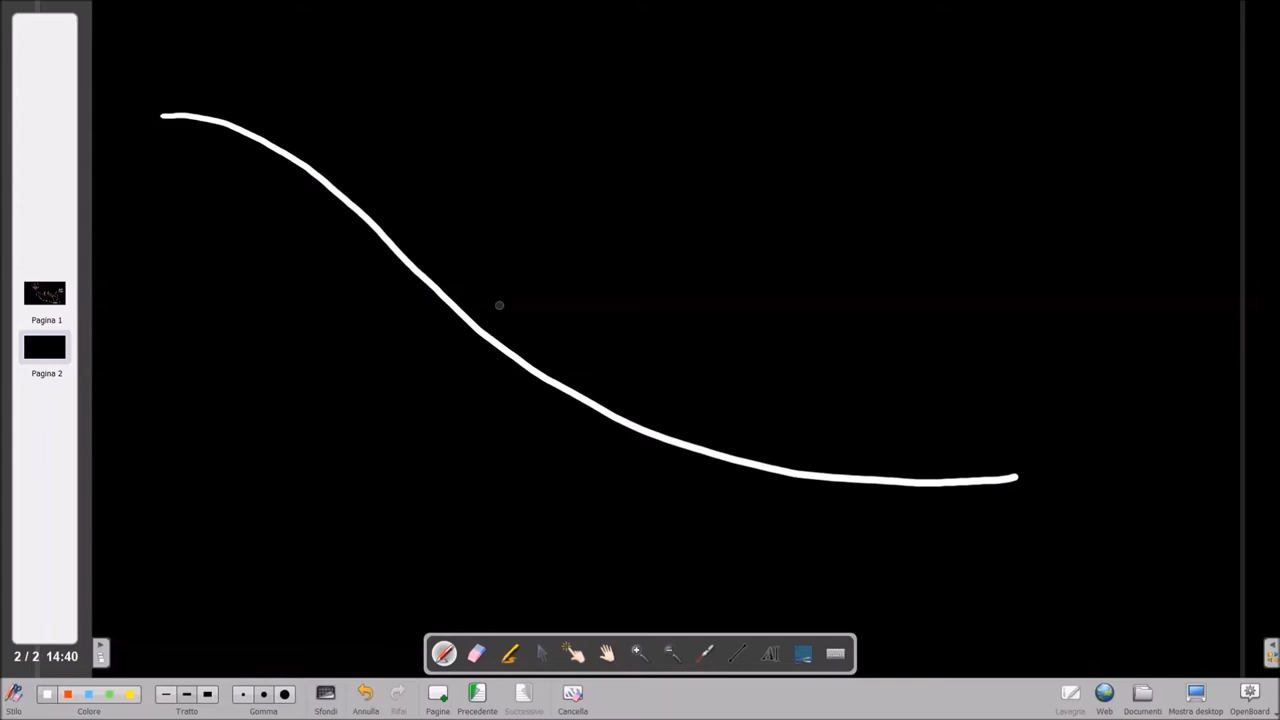 Pagina 1
Pagina 2
2 / 2 14:40
Stilo
Colore
Tratto
Gomma
Sfondi
Annulla
Rifai
Pagine
Precedente
Successivo
Cancella
Lavagna
Web
Documenti
Mostra desktop
OpenBoard